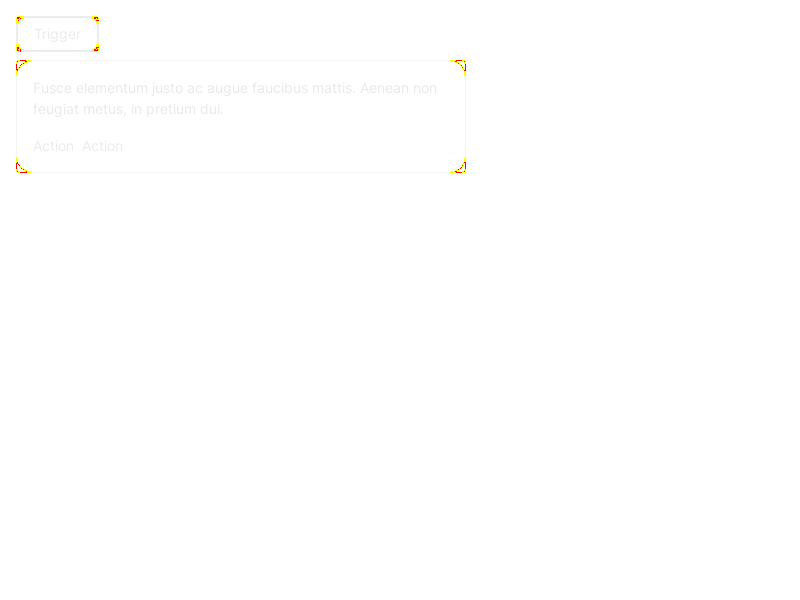 Trigger
Fusce elementum justo ac augue faucibus mattis. Aenean non
feugiat metus, in pretium dui.
Action Action